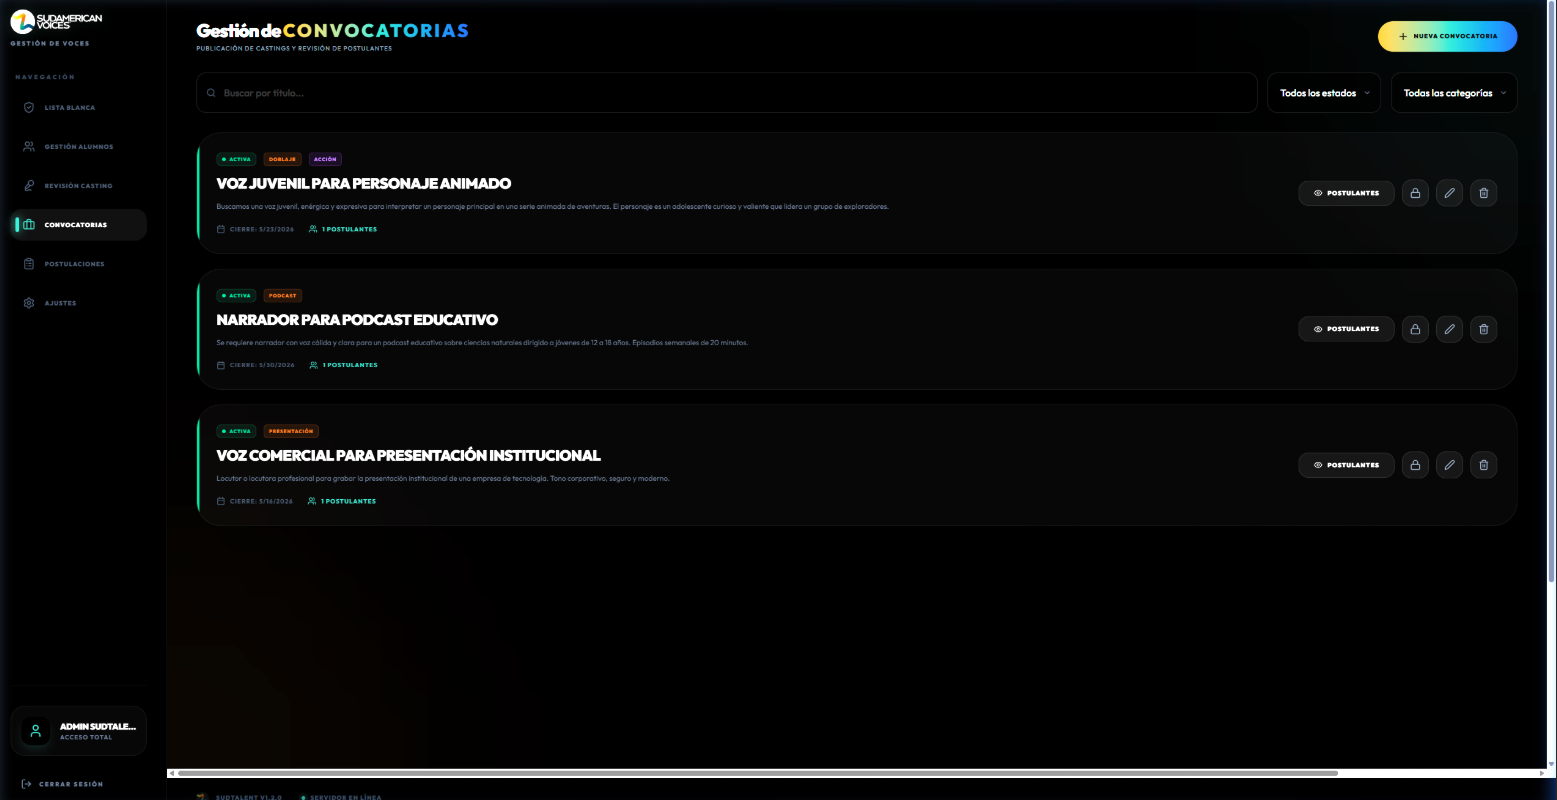 SUDAMERICAN
VOICES
GESTIÓN DE VOCES
NAVEGACIÓN
LISTA BLANCA
GESTIÓN ALUMNOS
REVISIÓN CASTING
CONVOCATORIAS
POSTULACIONES
AJUSTES
ADMIN SUDTALE...
ACCESO TOTAL
CERRAR SESIÓN
Gestión de CONVOCATORIAS
PUBLICACIÓN DE CASTINGS Y REVISIÓN DE POSTULANTES
+ NUEVA CONVOCATORIA
Buscar por título...
Todos los estados
Todas las categorías
ACTIVA DOBLAJE ACCIÓN
VOZ JUVENIL PARA PERSONAJE ANIMADO
Buscamos una voz juvenil, enérgica y expresiva para interpretar un personaje principal en una serie animada de aventuras. El personaje es un adolescente curioso y valiente que lidera un grupo de exploradores.
CIERRE: 5/23/2026 1 POSTULANTES
POSTULANTES
ACTIVA PODCAST
NARRADOR PARA PODCAST EDUCATIVO
Se requiere narrador con voz cálida y clara para un podcast educativo sobre ciencias naturales dirigido a jóvenes de 12 a 18 años. Episodios semanales de 20 minutos.
CIERRE: 5/30/2026 1 POSTULANTES
POSTULANTES
ACTIVA PRESENTACIÓN
VOZ COMERCIAL PARA PRESENTACIÓN INSTITUCIONAL
Locutor o locutora profesional para grabar la presentación institucional de una empresa de tecnología. Tono corporativo, seguro y moderno.
CIERRE: 5/16/2026 1 POSTULANTES
POSTULANTES
SUDTALENT V1.2.0 SERVIDOR EN LÍNEA